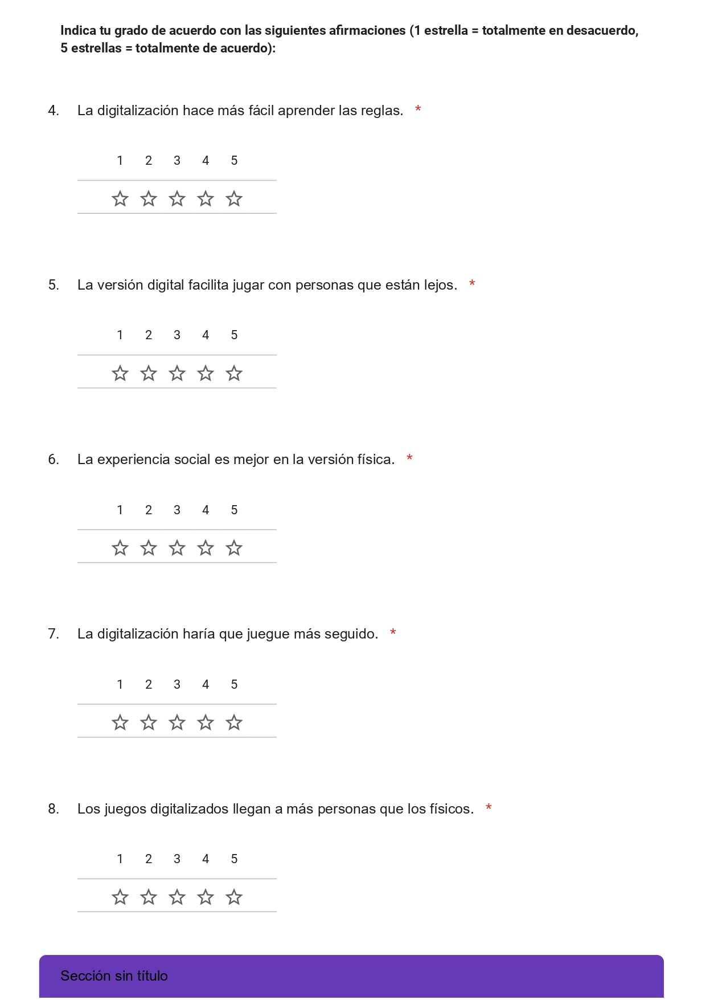 Indica tu grado de acuerdo con las siguientes afirmaciones (1 estrella = totalmente en desacuerdo,
5 estrellas = totalmente de acuerdo):
4. La digitalización hace más fácil aprender las reglas. *
1 2 3 4 5
5. La versión digital facilita jugar con personas que están lejos. *
1 2 3 4 5
6. La experiencia social es mejor en la versión física. *
1 2 3 4 5
7. La digitalización haría que juegue más seguido. *
1 2 3 4 5
8. Los juegos digitalizados llegan a más personas que los físicos. *
1 2 3 4 5
Sección sin título